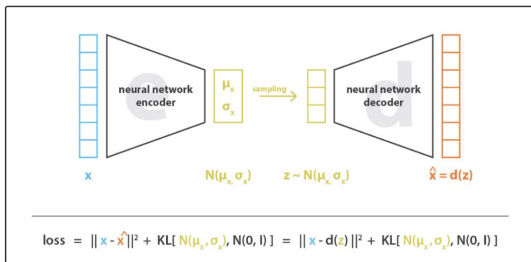 e
neural network
encoder
μₓ
σₓ
sampling
d
neural network
decoder
x
N(μₓ, σₓ)
z ~ N(μₓ, σₓ)
x̂ = d(z)
loss = || x - x̂ ||² + KL[ N(μₓ, σₓ), N(0, I) ] = || x - d(z) ||² + KL[ N(μₓ, σₓ), N(0, I) ]